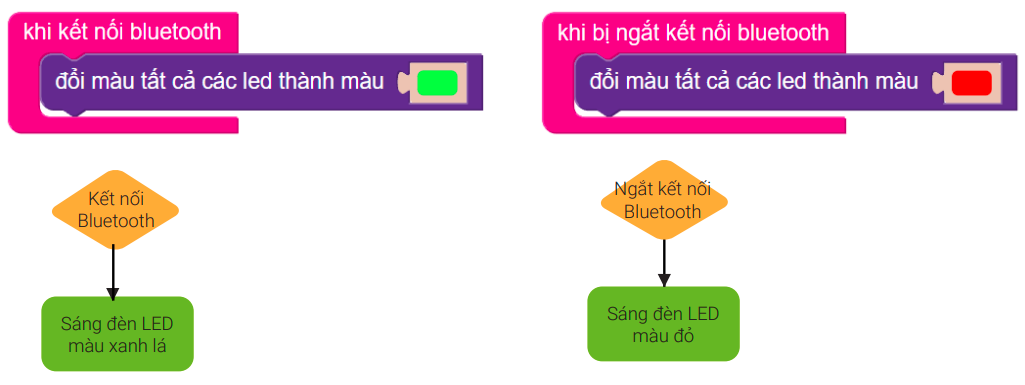 khi kết nối bluetooth
đổi màu tất cả các led thành màu
khi bị ngắt kết nối bluetooth
đổi màu tất cả các led thành màu
Kết nối
Bluetooth
Sáng đèn LED
màu xanh lá
Ngắt kết nối
Bluetooth
Sáng đèn LED
màu đỏ